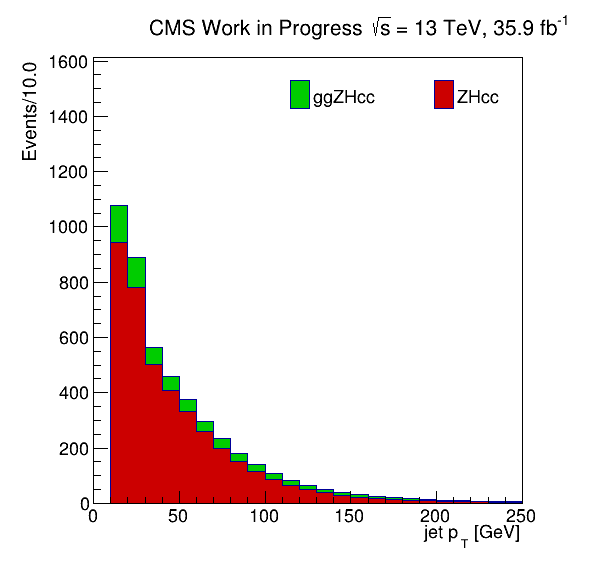 CMS Work in Progress √s = 13 TeV, 35.9 fb⁻¹
Events/10.0
ggZHcc ZHcc
1600
1400
1200
1000
800
600
400
200
0
0 50 100 150 200 250
jet p_T [GeV]